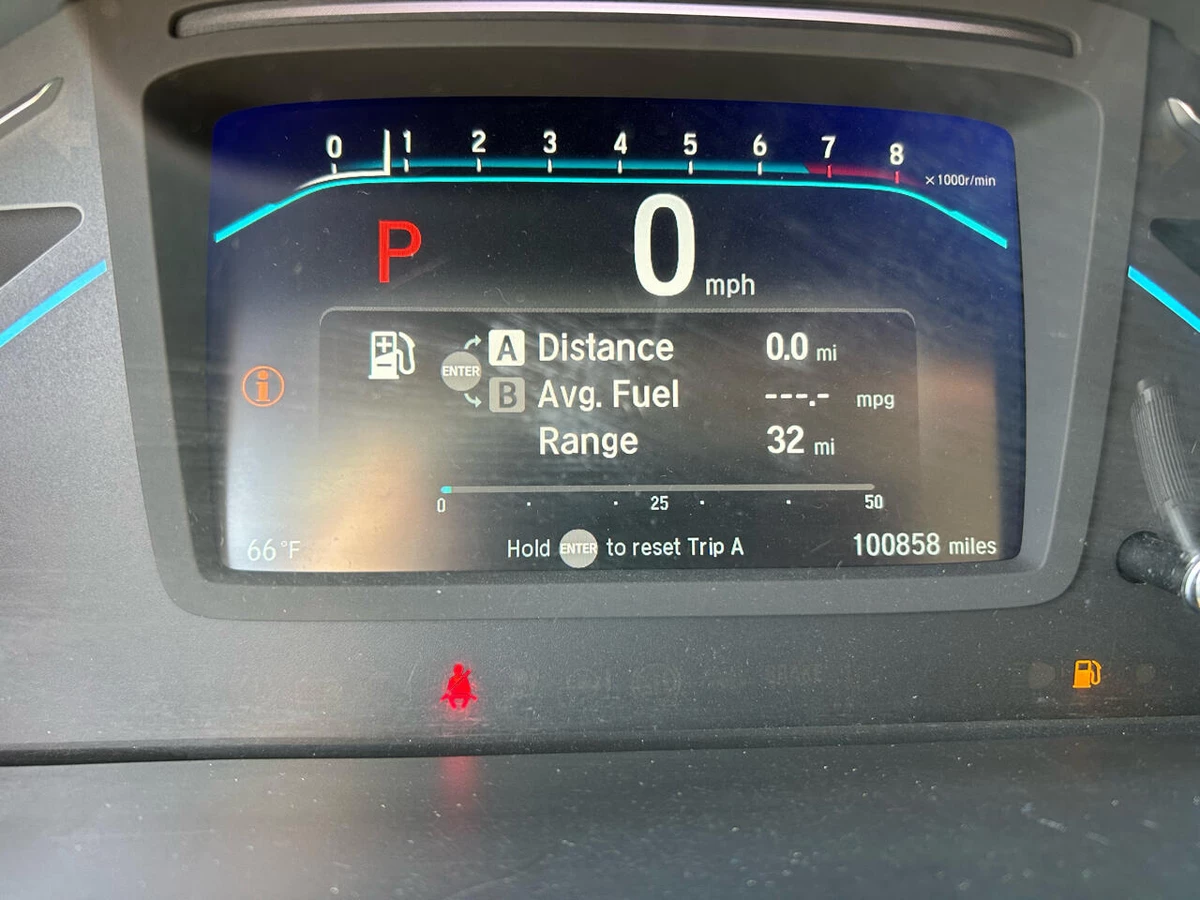 0 1 2 3 4 5 6 7 8
×1000r/min
P 0 mph
A Distance 0.0 mi
ENTER
B Avg. Fuel ---.- mpg
Range 32 mi
0 25 50
66°F Hold ENTER to reset Trip A 100858 miles